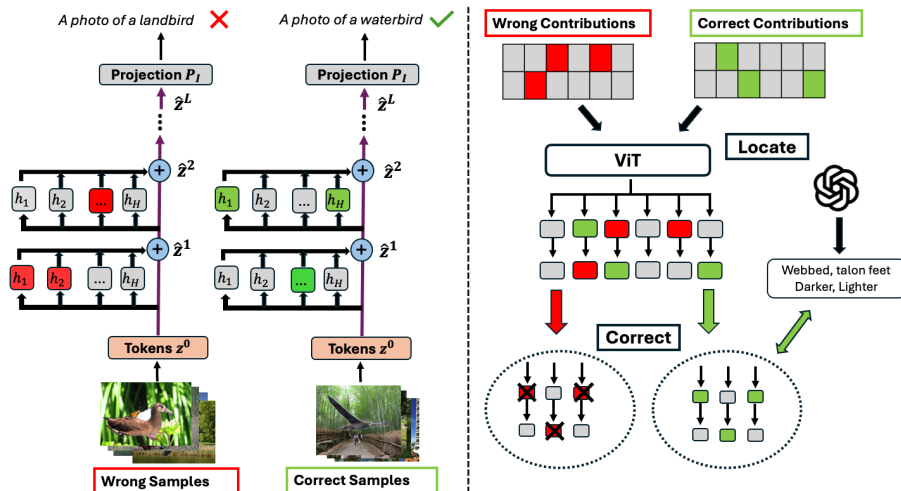 A photo of a landbird
A photo of a waterbird
Projection P_I
Projection P_I
ẑ^L
ẑ^L
ẑ^2
ẑ^2
h_1
h_2
...
h_H
h_1
h_2
...
h_H
ẑ^1
ẑ^1
h_1
h_2
...
h_H
h_1
h_2
...
h_H
Tokens z^0
Tokens z^0
Wrong Samples
Correct Samples
Wrong Contributions
Correct Contributions
ViT
Locate
Webbed, talon feet
Darker, Lighter
Correct